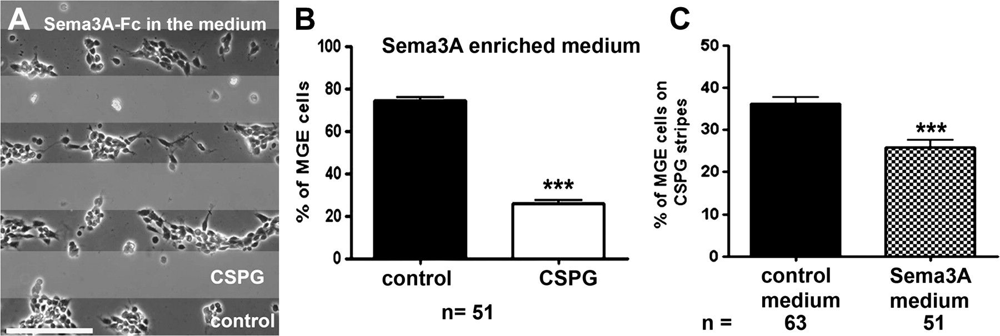 A
Sema3A-Fc in the medium
CSPG
control
B
Sema3A enriched medium
% of MGE cells
100
80
60
40
20
0
***
control
CSPG
n= 51
C
% of MGE cells on
CSPG stripes
50
40
30
20
10
0
***
control
medium
Sema3A
medium
n =
63
51